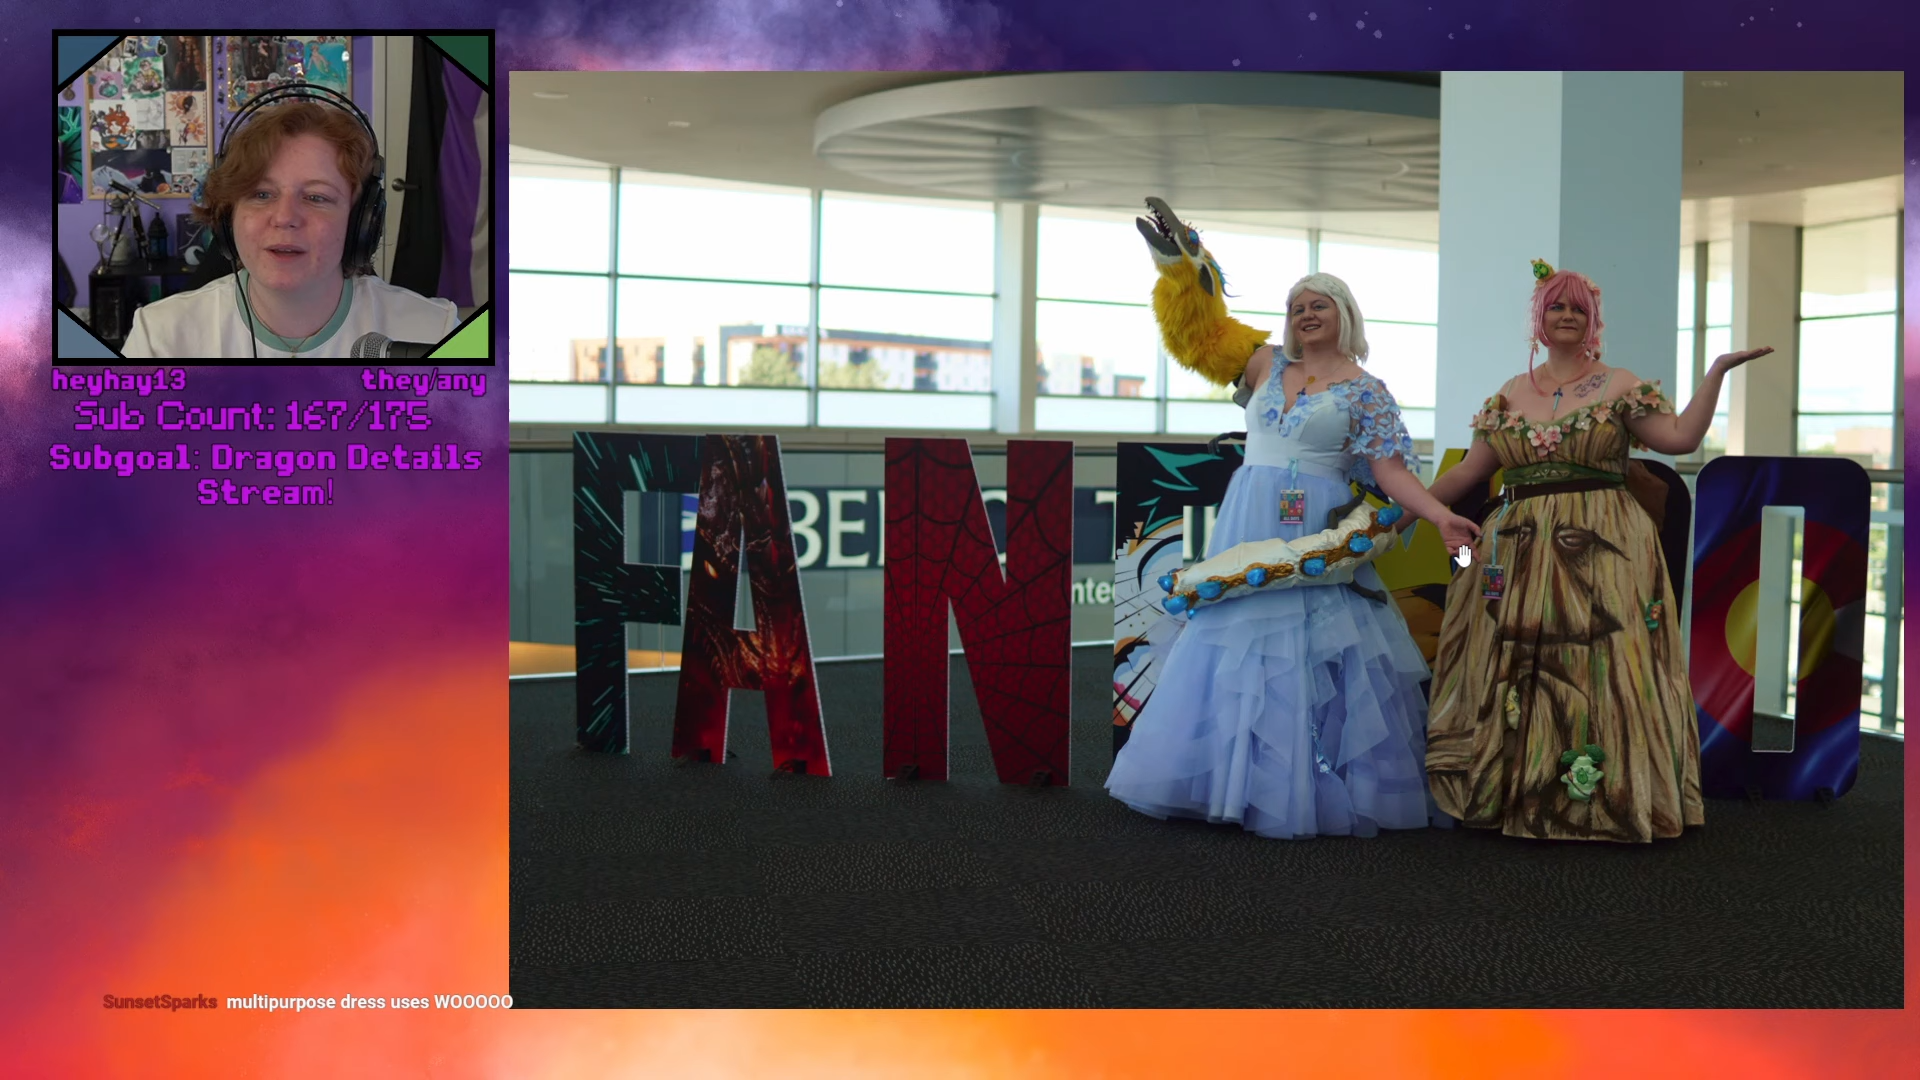 heyhay13 they/any
Sub Count: 167/175
Subgoal: Dragon Details
Stream!
FAN
O
SunsetSparks multipurpose dress uses WOOOOO